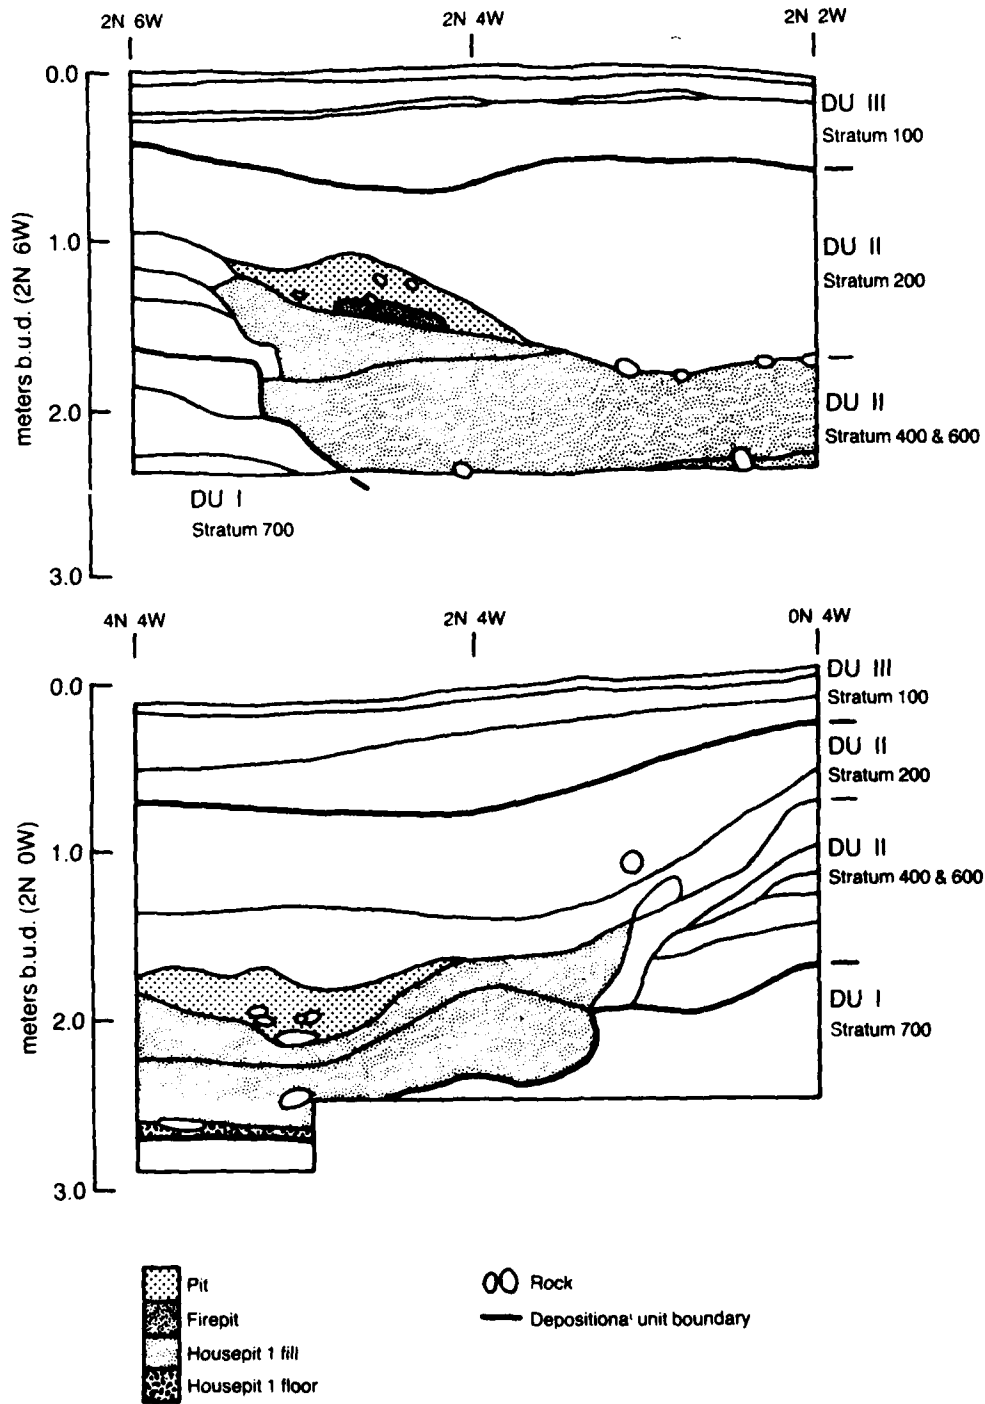 2N 6W
2N 4W
2N 2W
0.0
1.0
2.0
3.0
meters b.u.d. (2N 6W)
DU III
Stratum 100
DU II
Stratum 200
DU II
Stratum 400 & 600
DU I
Stratum 700
4N 4W
2N 4W
0N 4W
0.0
1.0
2.0
3.0
meters b.u.d. (2N 0W)
DU III
Stratum 100
DU II
Stratum 200
DU II
Stratum 400 & 600
DU I
Stratum 700
Pit
Firepit
Housepit 1 fill
Housepit 1 floor
Rock
Depositiona' unit boundary